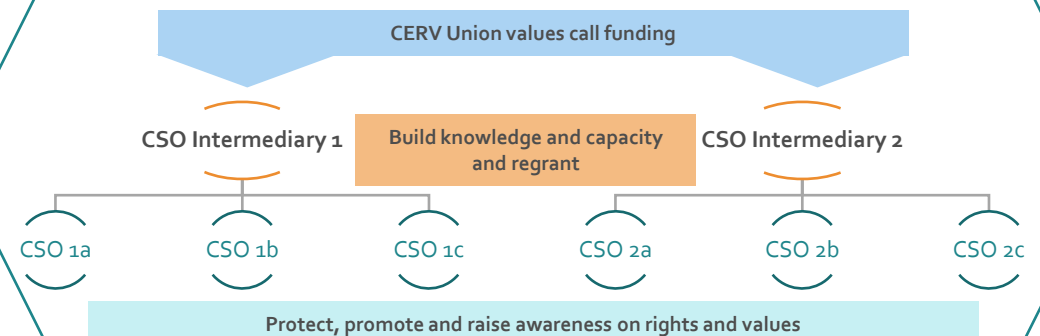 CERV Union values call funding
CSO Intermediary 1
Build knowledge and capacity
and regrant
CSO Intermediary 2
CSO 1a
CSO 1b
CSO 1c
CSO 2a
CSO 2b
CSO 2c
Protect, promote and raise awareness on rights and values